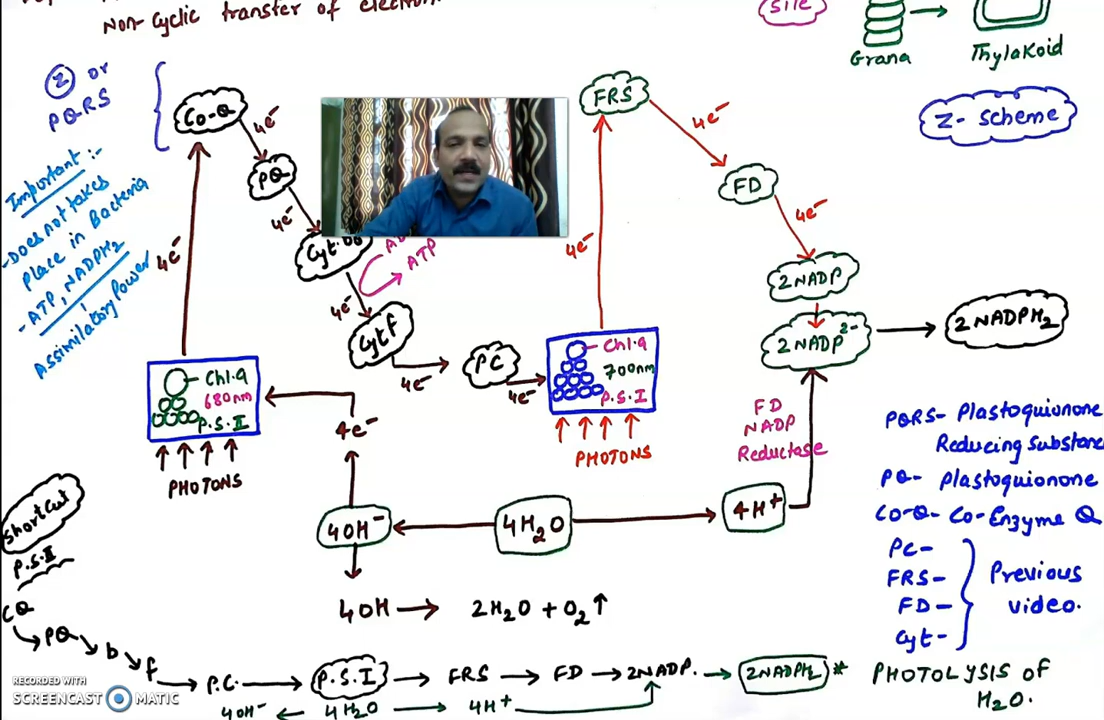 Non-Cyclic transfer of electron
Site
Grana
Thylakoid
Z or
PQRS
Co-Q
4e⁻
PQ
4e⁻
4e⁻
4e⁻
ATP
Cyt f
4e⁻
PC
4e⁻
FRS
4e⁻
4e⁻
FD
4e⁻
2NADP
2NADP²⁻
2NADPH₂
Z-scheme
Important:-
-Does not takes
Place in Bacteria
-ATP, NADPH₂
Assimilatory Power
Chl.a
680nm
P.S.II
PHOTONS
Chl.a
700nm
P.S.I
PHOTONS
4e⁻
4OH⁻
4H₂O
4H⁺
FD
NADP
Reductase
4OH → 2H₂O + O₂↑
PQRS- Plastoquionone
Reducing Substance
PQ- Plastoquionone
CO-Q- Co-Enzyme Q
PC-
FRS-
FD-
Cyt-
Previous
video.
Shortcut
P.S.II
CQ
PQ
b
f
P.C. → P.S.I → FRS → FD → 2NADP. → 2NADPH₂*
4OH⁻ ← 4H₂O → 4H⁺
PHOTOLYSIS of
H₂O.
RECORDED WITH
SCREENCAST MATIC